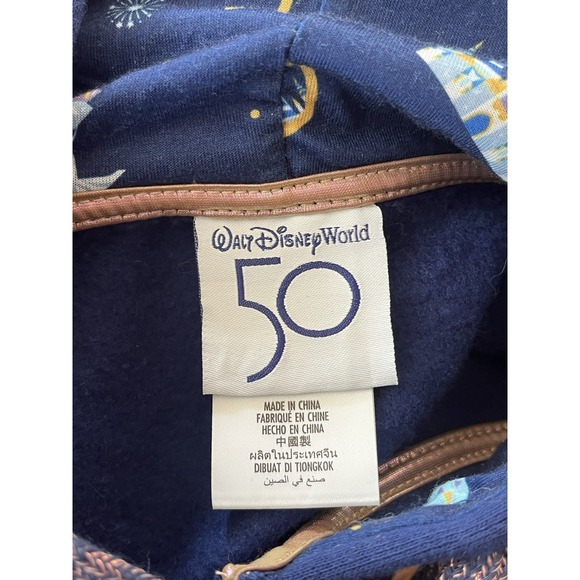 Walt Disney World
50
MADE IN CHINA
FABRIQUÉ EN CHINE
HECHO EN CHINA
中國製
ผลิตในประเทศจีน
DIBUAT DI TIONGKOK
صنع في الصين